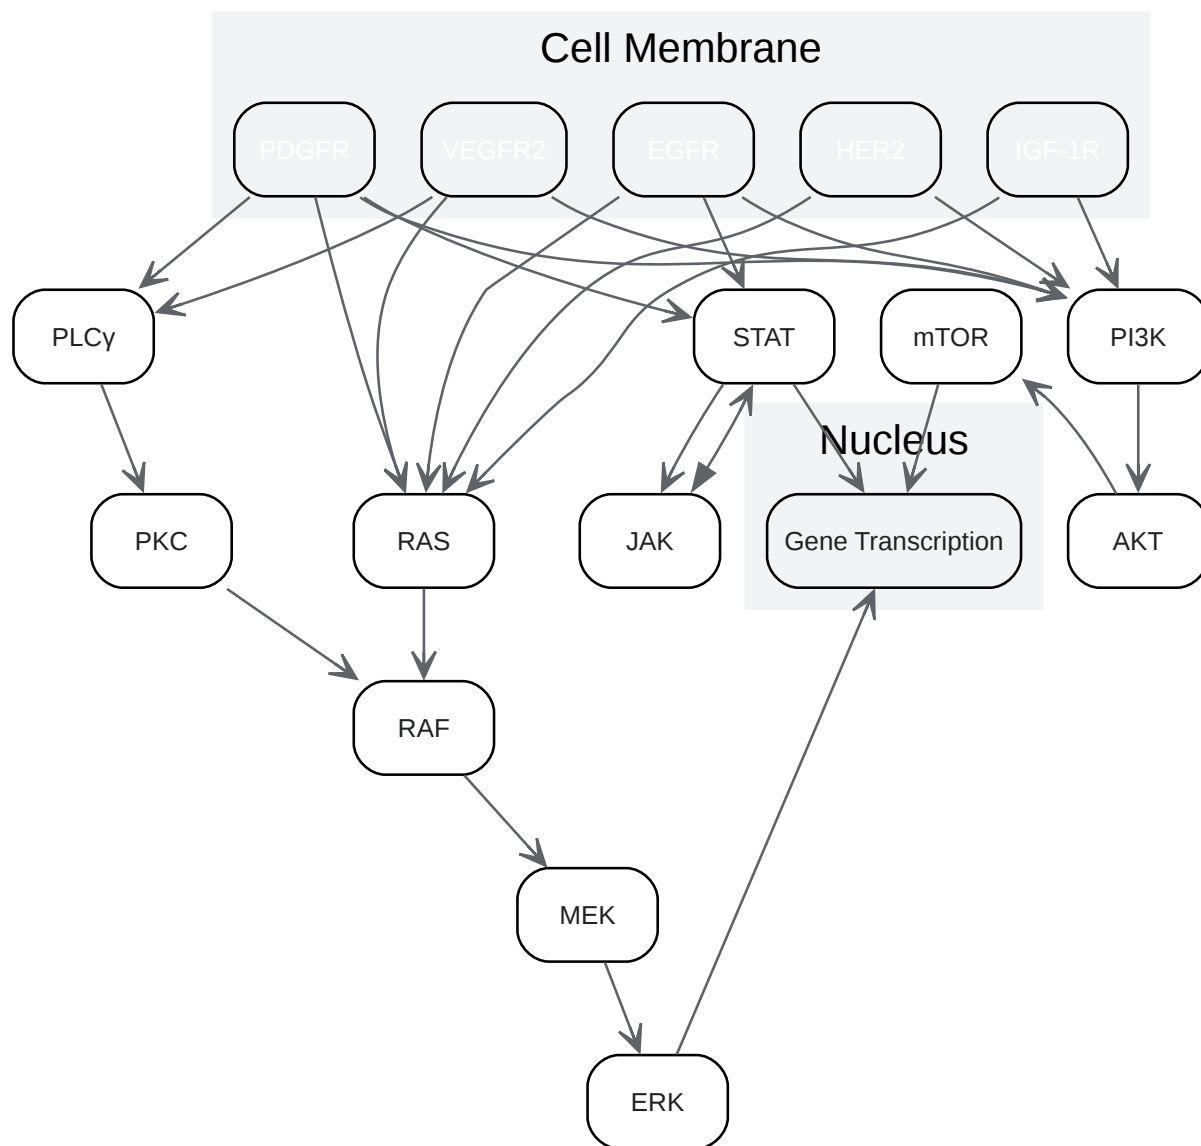 Cell Membrane
PDGFR
VEGFR2
EGFR
HER2
IGF-1R
PLCγ
STAT
mTOR
PI3K
Nucleus
PKC
RAS
JAK
Gene Transcription
AKT
RAF
MEK
ERK